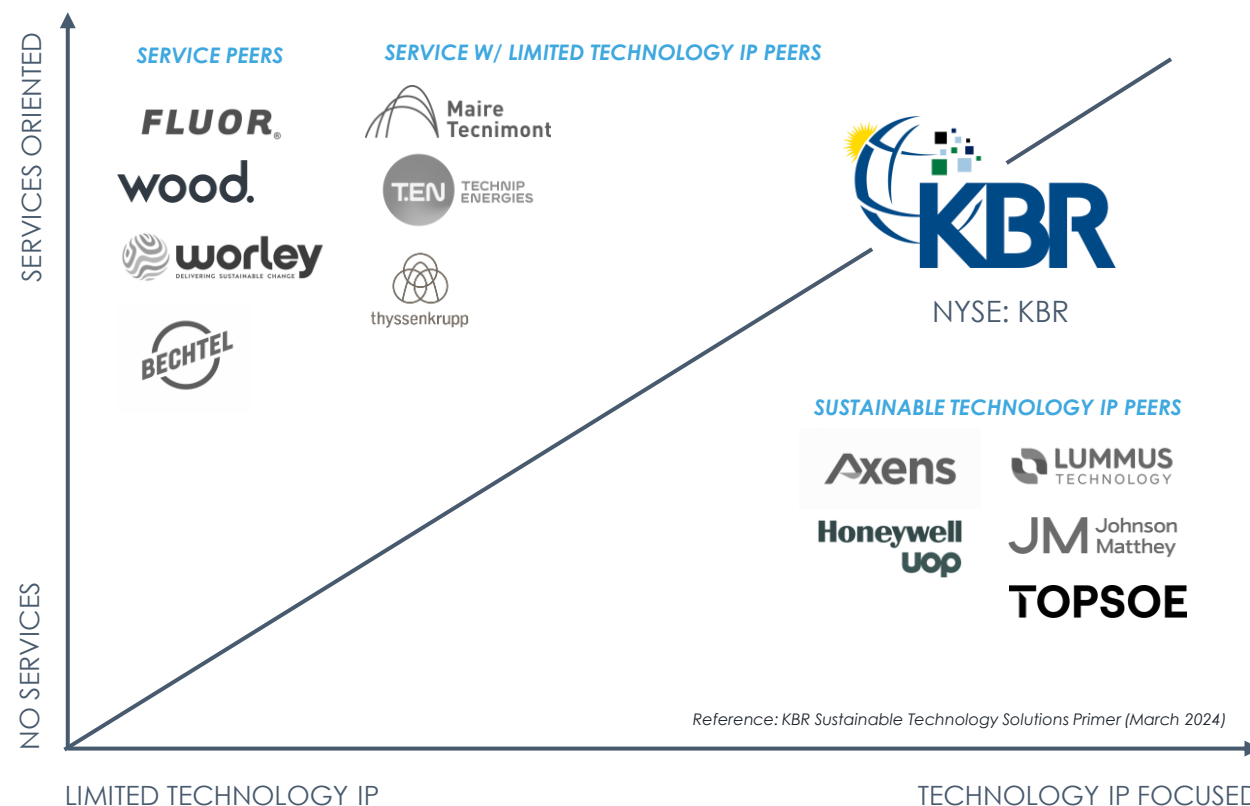 SERVICES ORIENTED
NO SERVICES
SERVICE PEERS
FLUOR®
wood.
worley
DELIVERING SUSTAINABLE CHANGE
BECHTEL
SERVICE W/ LIMITED TECHNOLOGY IP PEERS
Maire
Tecnimont
T.EN
TECHNIP
ENERGIES
thyssenkrupp
KBR
NYSE: KBR
SUSTAINABLE TECHNOLOGY IP PEERS
Axens
LUMMUS
TECHNOLOGY
Honeywell
uop
JM
Johnson
Matthey
TOPSOE
Reference: KBR Sustainable Technology Solutions Primer (March 2024)
LIMITED TECHNOLOGY IP
TECHNOLOGY IP FOCUSED